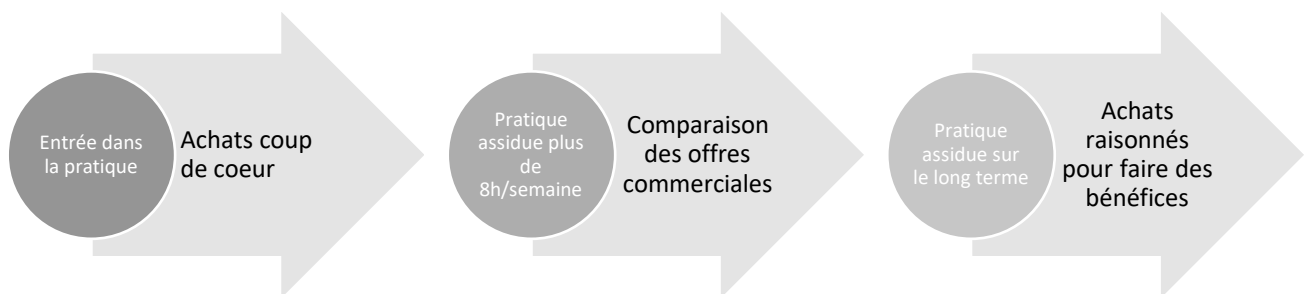 Entrée dans
la pratique
Achats coup
de coeur
Pratique
assidue plus
de
8h/semaine
Comparaison
des offres
commerciales
Pratique
assidue sur
le long terme
Achats
raisonnés
pour faire des
bénéfices